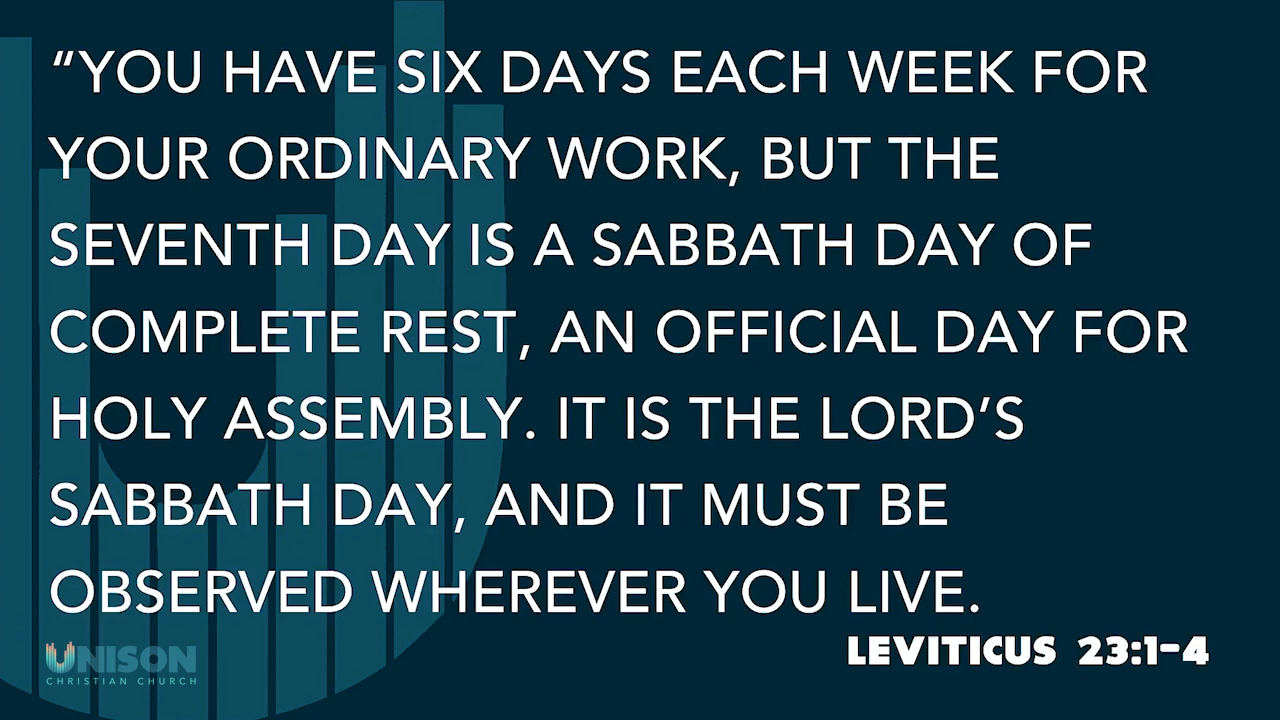 “YOU HAVE SIX DAYS EACH WEEK FOR
YOUR ORDINARY WORK, BUT THE
SEVENTH DAY IS A SABBATH DAY OF
COMPLETE REST, AN OFFICIAL DAY FOR
HOLY ASSEMBLY. IT IS THE LORD’S
SABBATH DAY, AND IT MUST BE
OBSERVED WHEREVER YOU LIVE.
LEVITICUS 23:1-4
UNISON
CHRISTIAN CHURCH